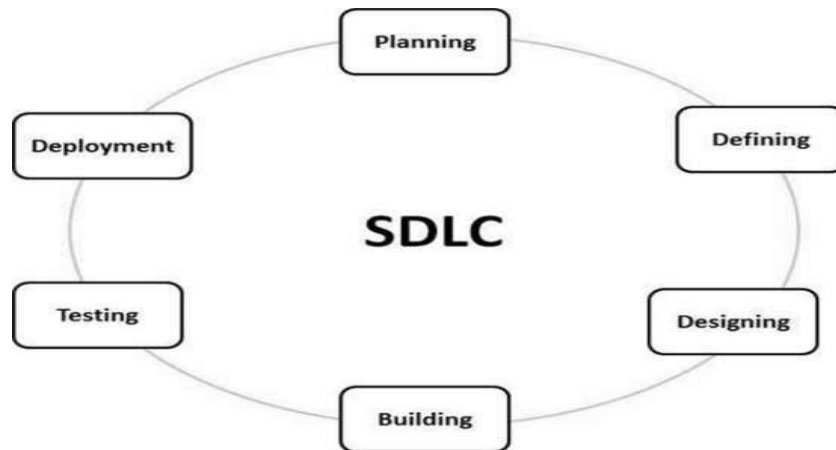 Planning
Defining
Deployment
SDLC
Testing
Designing
Building